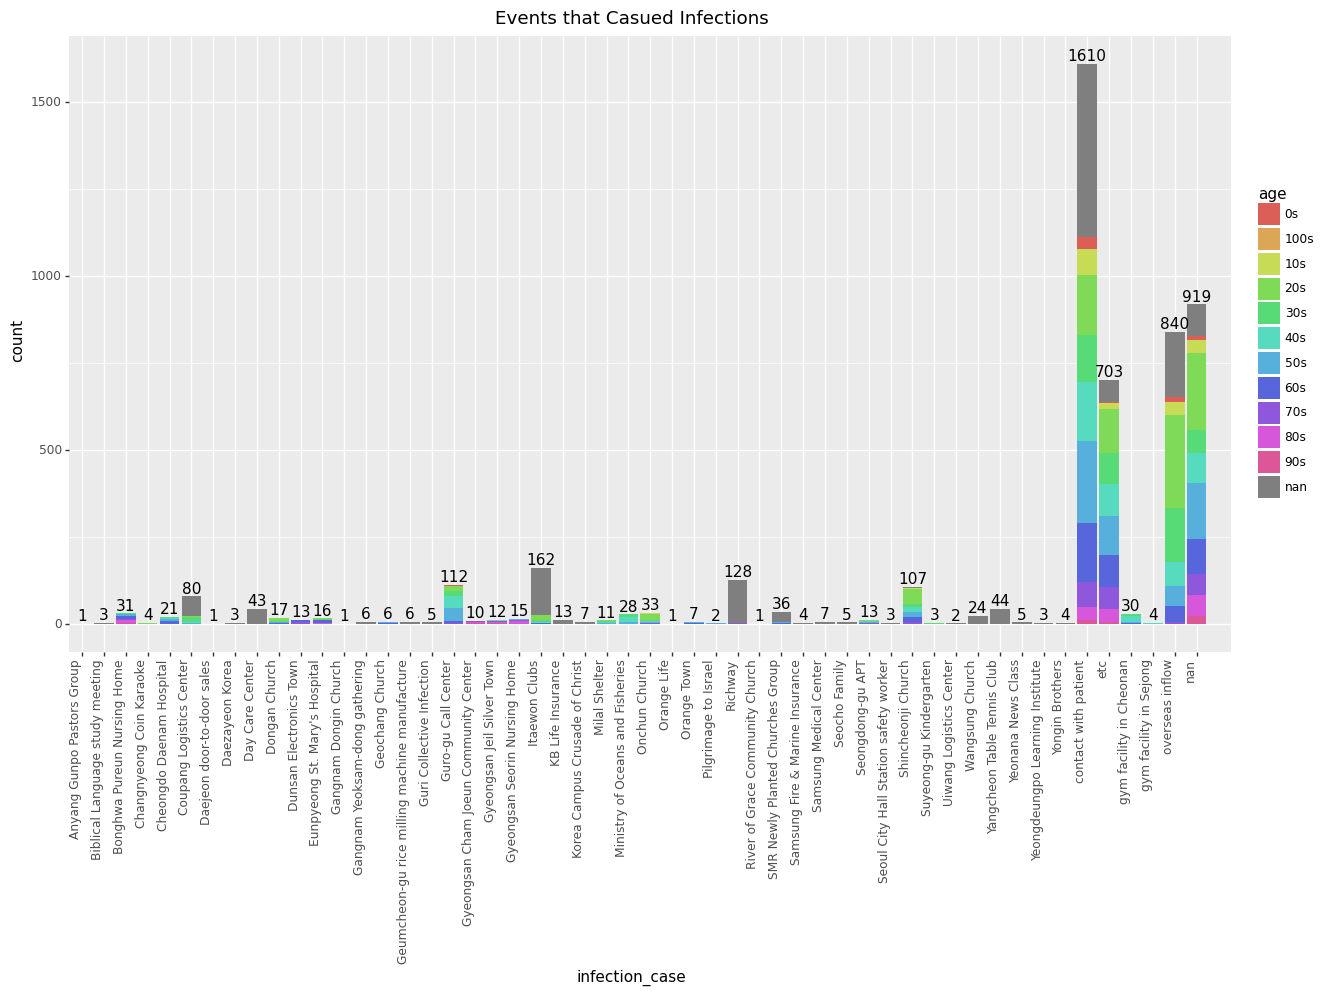 Events that Casued Infections
count
1500
1000
500
0
1
3
31
4
21
80
1
3
43
17
13
16
1
6
6
6
5
112
10
12
15
162
13
7
11
28
33
1
7
2
128
1
36
4
7
5
13
3
107
3
2
24
44
5
3
4
1610
703
30
4
840
919
Anyang Gunpo Pastors Group
Biblical Language study meeting
Bonghwa Pureun Nursing Home
Changnyeong Coin Karaoke
Cheongdo Daenam Hospital
Coupang Logistics Center
Daejeon door-to-door sales
Daezayeon Korea
Day Care Center
Dongan Church
Dunsan Electronics Town
Eunpyeong St. Mary's Hospital
Gangnam Dongin Church
Gangnam Yeoksam-dong gathering
Geochang Church
Geumcheon-gu rice milling machine manufacture
Guri Collective Infection
Guro-gu Call Center
Gyeongsan Cham Joeun Community Center
Gyeongsan Jeil Silver Town
Gyeongsan Seorin Nursing Home
Itaewon Clubs
KB Life Insurance
Korea Campus Crusade of Christ
Milal Shelter
Ministry of Oceans and Fisheries
Onchun Church
Orange Life
Orange Town
Pilgrimage to Israel
Richway
River of Grace Community Church
SMR Newly Planted Churches Group
Samsung Fire & Marine Insurance
Samsung Medical Center
Seocho Family
Seongdong-gu APT
Seoul City Hall Station safety worker
Shincheonji Church
Suyeong-gu Kindergarten
Uiwang Logistics Center
Wangsung Church
Yangcheon Table Tennis Club
Yeonana News Class
Yeongdeungpo Learning Institute
Yongin Brothers
contact with patient
etc
gym facility in Cheonan
gym facility in Sejong
overseas inflow
nan
infection_case
age
0s
100s
10s
20s
30s
40s
50s
60s
70s
80s
90s
nan